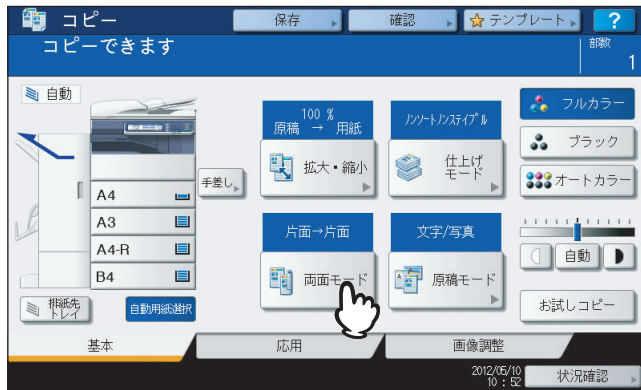 コピー
保存
確認
テンプレート
?
コピーできます
部数
1
自動
100 %
原稿 → 用紙
拡大・縮小
ノンソートノンステイプル
仕上げ
モード
フルカラー
ブラック
オートカラー
手差し
A4
A3
A4-R
B4
片面→片面
両面モード
文字/写真
原稿モード
自動
排紙先
トレイ
自動用紙選択
お試しコピー
基本
応用
画像調整
2012/05/10
10 : 52
状況確認